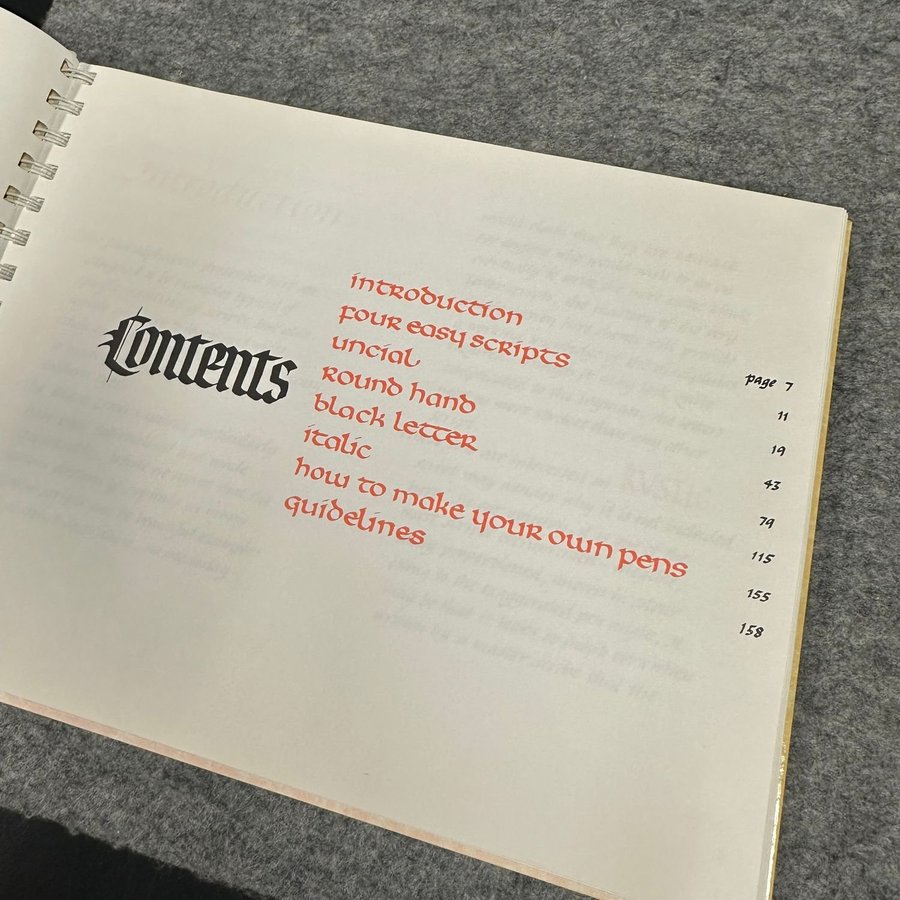 Contents
introduction page 7
four easy scripts 11
uncial 19
round hand 43
black letter 79
italic 115
how to make your own pens 155
guidelines 158